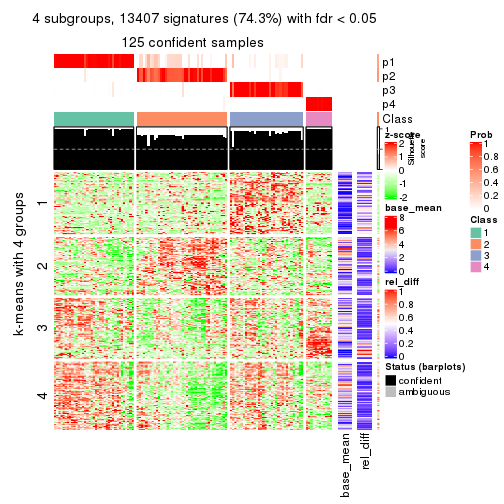 4 subgroups, 13407 signatures (74.3%) with fdr < 0.05
125 confident samples
p1
p2
p3
p4
Class
1
Silhouette
score
z-score
2
1
0
-1
-2
base_mean
8
6
4
2
0
rel_diff
1
0.8
0.6
0.4
0.2
0
Status (barplots)
confident
ambiguous
Prob
1
0.8
0.6
0.4
0.2
0
Class
1
2
3
4
k-means with 4 groups
1
2
3
4
base_mean
rel_diff